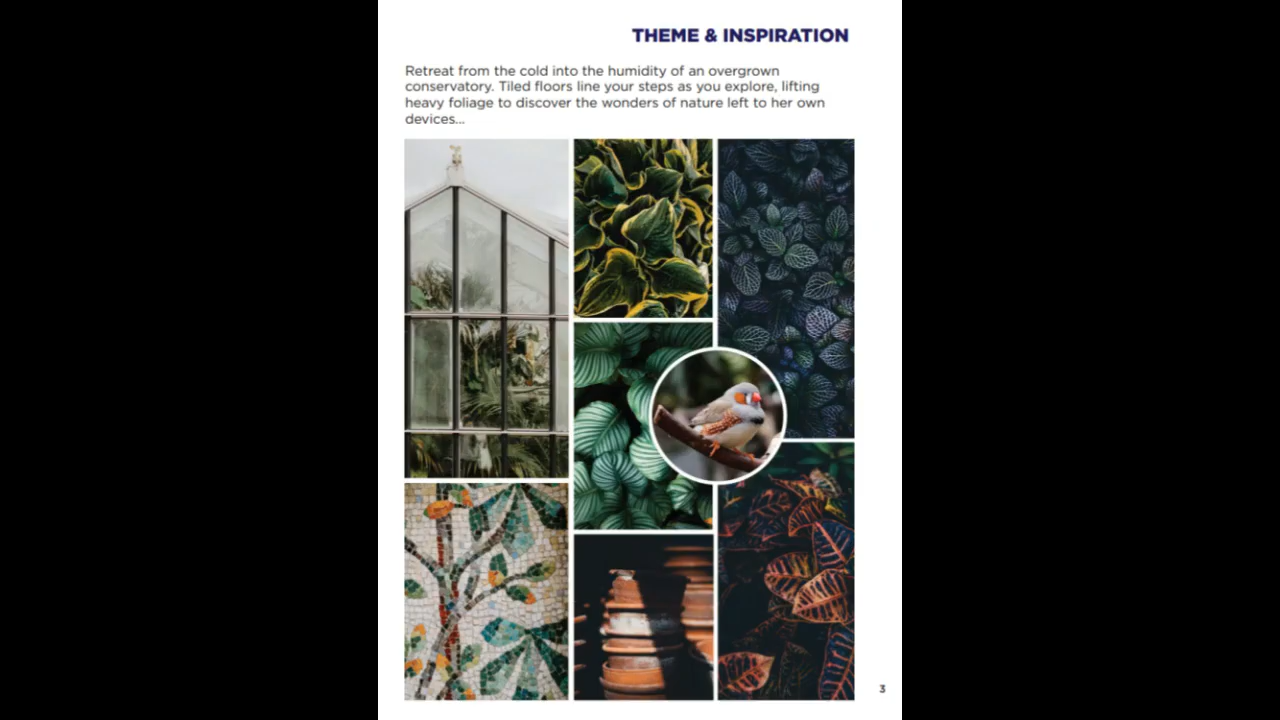 THEME & INSPIRATION
Retreat from the cold into the humidity of an overgrown
conservatory. Tiled floors line your steps as you explore, lifting
heavy foliage to discover the wonders of nature left to her own
devices...
3